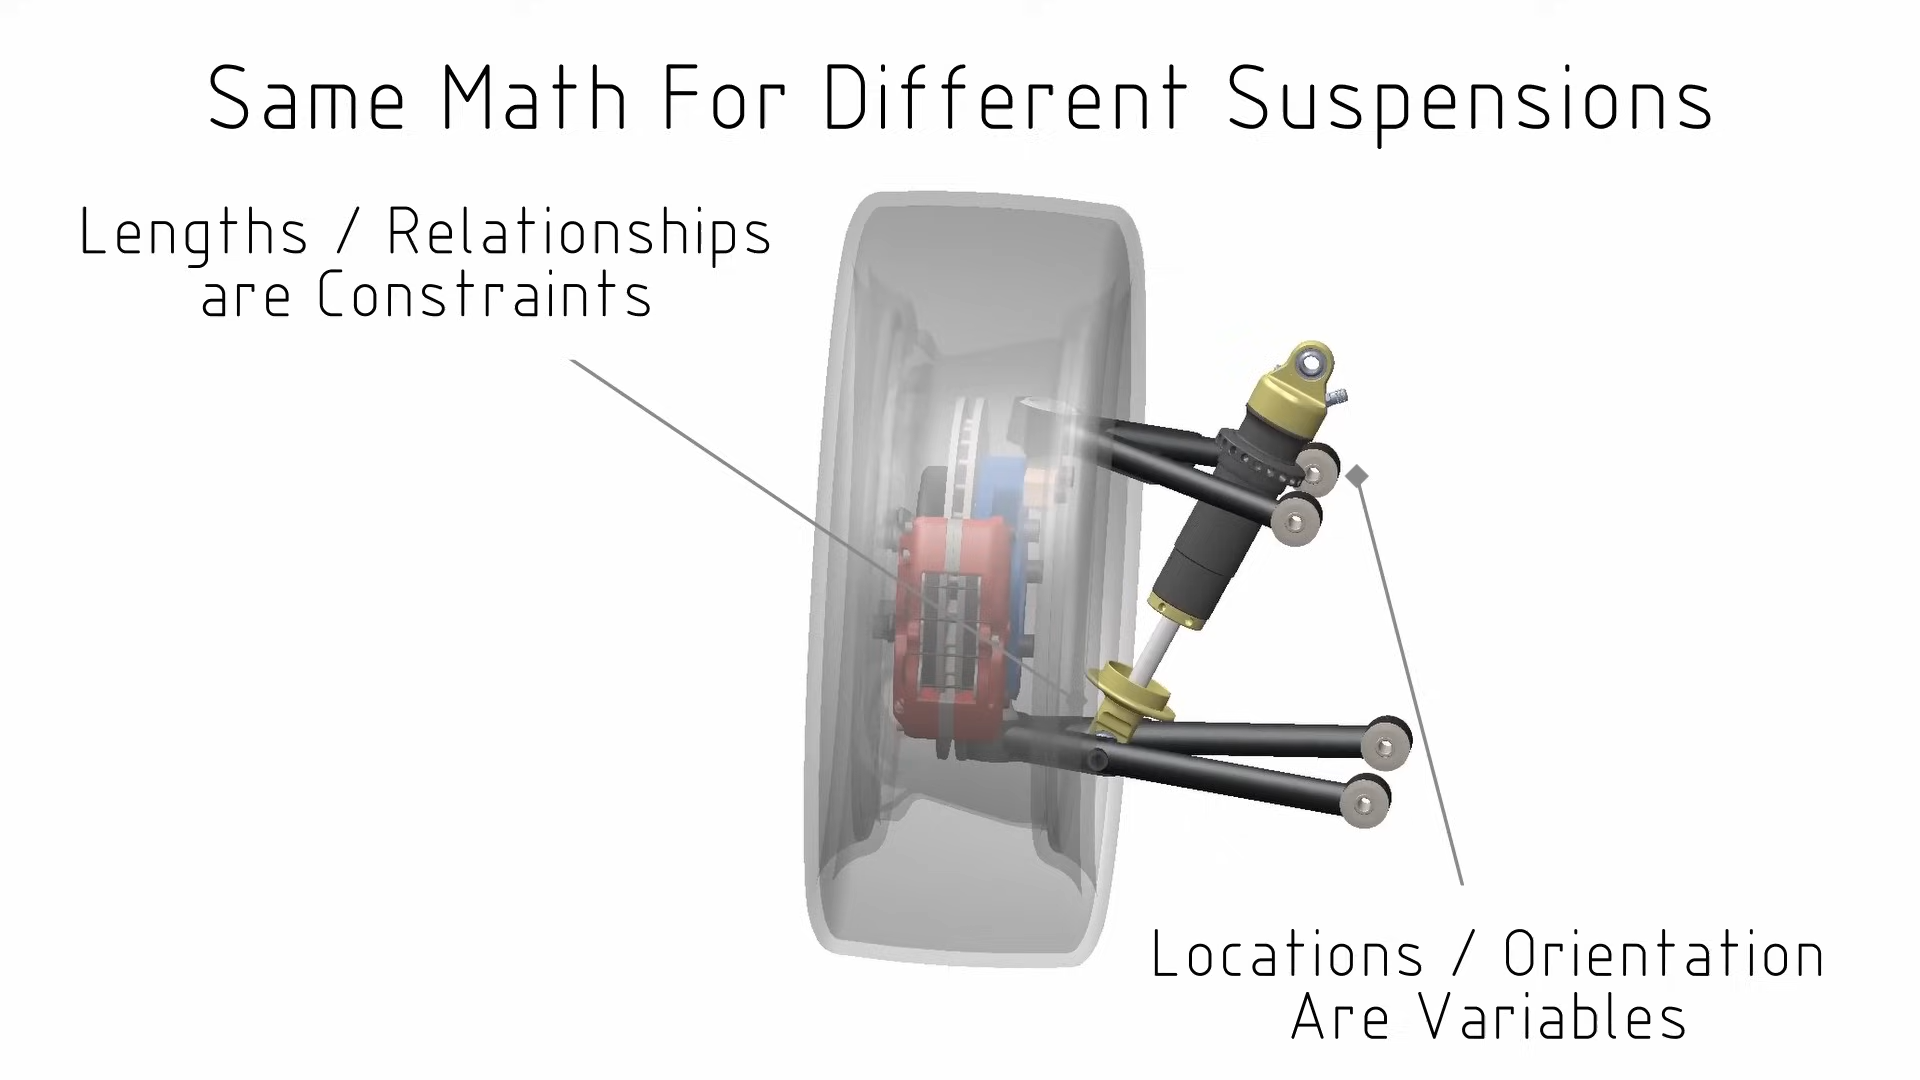 Same Math For Different Suspensions
Lengths / Relationships
are Constraints
Locations / Orientation
Are Variables